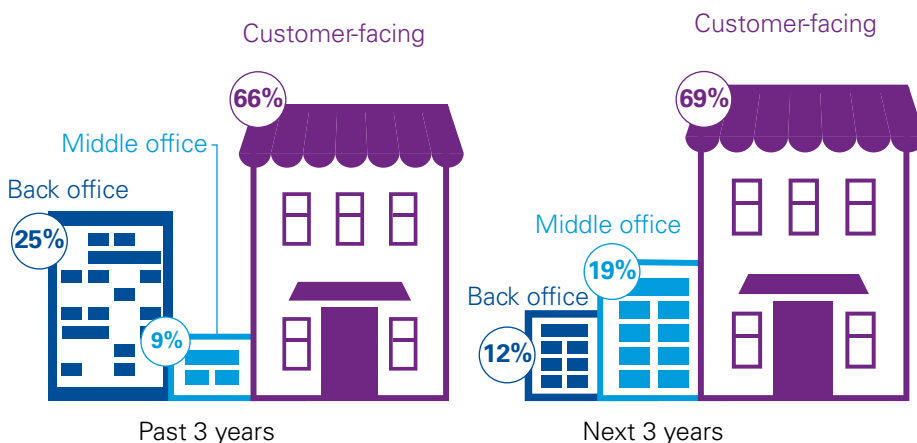 Customer-facing
66%
Middle office
Back office
25%
9%
Past 3 years
Customer-facing
69%
Middle office
19%
Back office
12%
Next 3 years